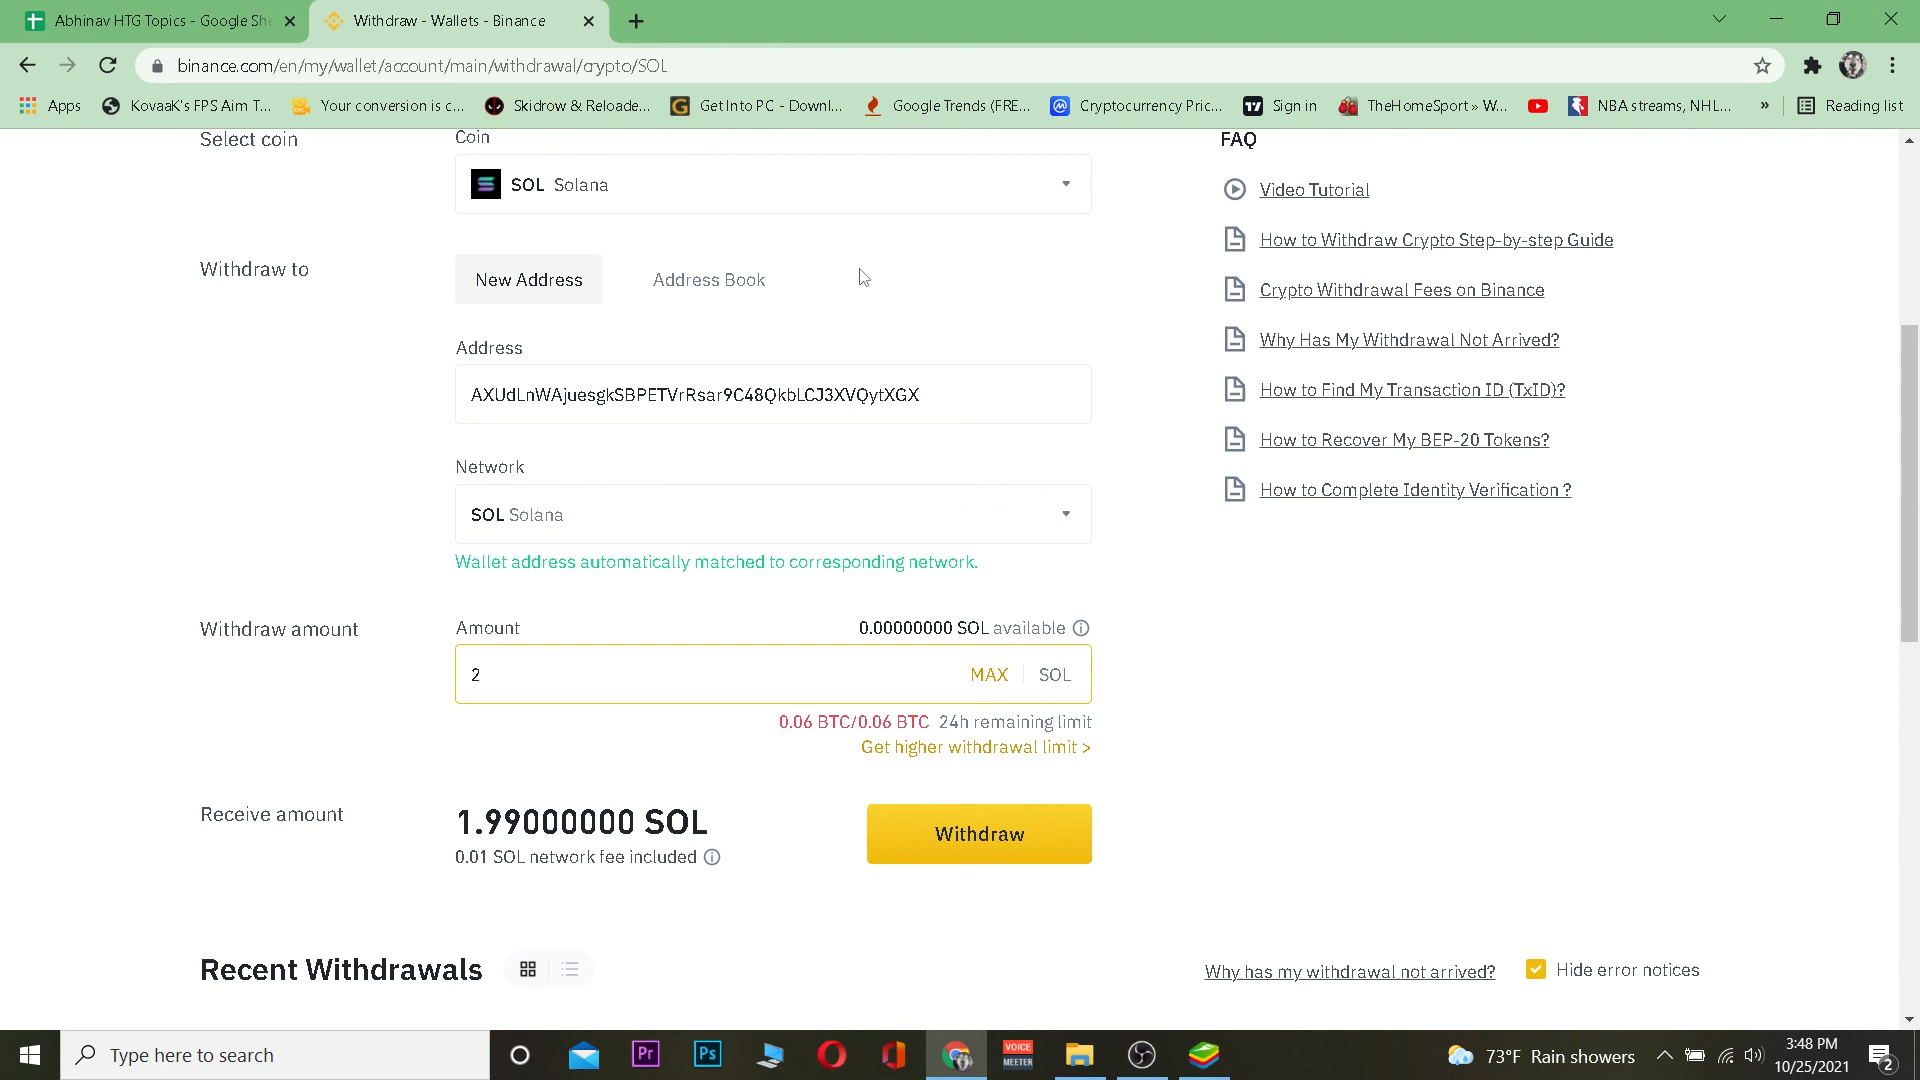 Abhinav HTG Topics - Google She
Withdraw - Wallets - Binance
binance.com/en/my/wallet/account/main/withdrawal/crypto/SOL
Apps
KovaaK's FPS Aim T...
Your conversion is c...
Skidrow & Reloade...
Get Into PC - Downl...
Google Trends (FRE...
Cryptocurrency Pric...
Sign in
TheHomeSport » W...
NBA streams, NHL...
»
Reading list
Select coin
Coin
SOL Solana
Withdraw to
New Address
Address Book
Address
AXUdLnWAjuesgkSBPETVrRsar9C48QkbLCJ3XVQytXGX
Network
SOL Solana
Wallet address automatically matched to corresponding network.
Withdraw amount
Amount
0.00000000 SOL available
2
MAX
SOL
0.06 BTC/0.06 BTC 24h remaining limit
Get higher withdrawal limit >
Receive amount
1.99000000 SOL
0.01 SOL network fee included
Withdraw
FAQ
Video Tutorial
How to Withdraw Crypto Step-by-step Guide
Crypto Withdrawal Fees on Binance
Why Has My Withdrawal Not Arrived?
How to Find My Transaction ID (TxID)?
How to Recover My BEP-20 Tokens?
How to Complete Identity Verification ?
Recent Withdrawals
Why has my withdrawal not arrived?
Hide error notices
Type here to search
Pr
Ps
VOICE
MEETER
73°F Rain showers
3:48 PM
10/25/2021
2